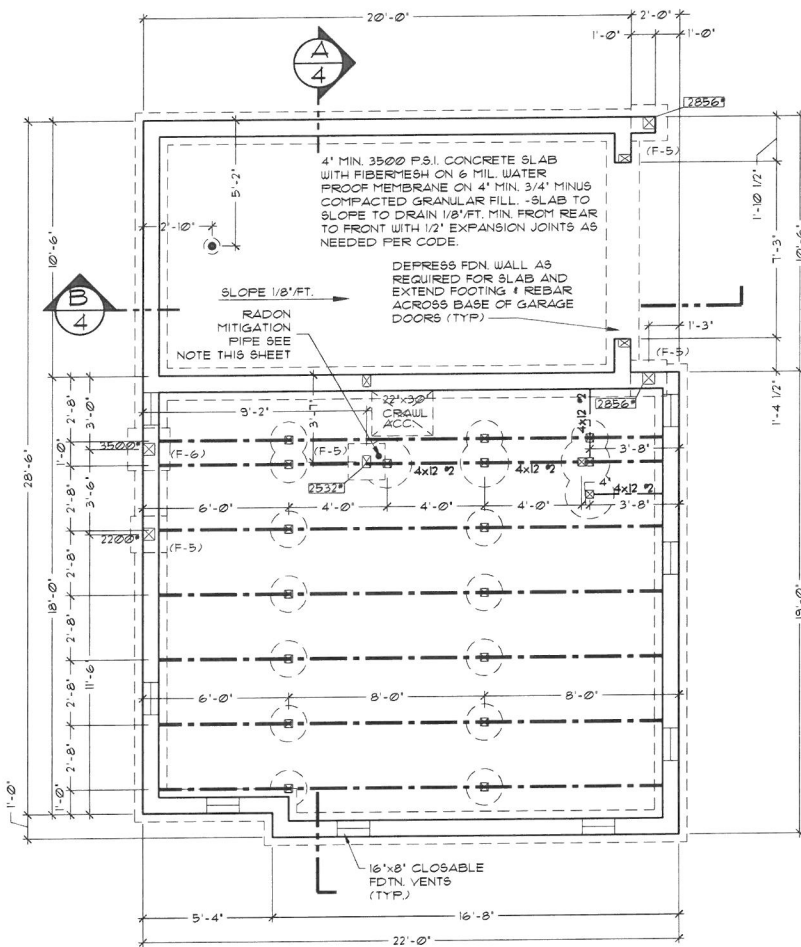 20'-0"
2'-0"
1'-0"
1'-0"
A
4
2856#
(F-5)
4" MIN. 3500 P.S.I. CONCRETE SLAB
WITH FIBERMESH ON 6 MIL. WATER
PROOF MEMBRANE ON 4" MIN. 3/4" MINUS
COMPACTED GRANULAR FILL. -SLAB TO
SLOPE TO DRAIN 1/8"/FT. MIN. FROM REAR
TO FRONT WITH 1/2" EXPANSION JOINTS AS
NEEDED PER CODE.
5'-2"
2'-10"
1'-10 1/2"
10'-6"
7'-3"
10'-6"
DEPRESS FDN. WALL AS
REQUIRED FOR SLAB AND
EXTEND FOOTING & REBAR
ACROSS BASE OF GARAGE
DOORS (TYP.)
B
4
SLOPE 1/8"/FT.
RADON
MITIGATION
PIPE SEE
NOTE THIS SHEET
1'-3"
(F-5)
1'-4 1/2"
2856#
9'-2"
3'-7"
22"x30"
CRAWL
ACC.
4x12 #2
2'-8"
3'-0"
1'-0"
3500#
(F-6)
(F-5)
2532#
4x12 #2
4x12 #2
3'-8"
4"
4x12 #2
28'-6"
2'-8"
3'-6"
6'-0"
4'-0"
4'-0"
4'-0"
3'-8"
2200#
(F-5)
2'-8"
18'-0"
19'-0"
2'-8"
11'-6"
6'-0"
8'-0"
8'-0"
2'-8"
2'-8"
1'-0"
1'-0"
16"x8" CLOSABLE
FDTN. VENTS
(TYP.)
5'-4"
16'-8"
22'-0"